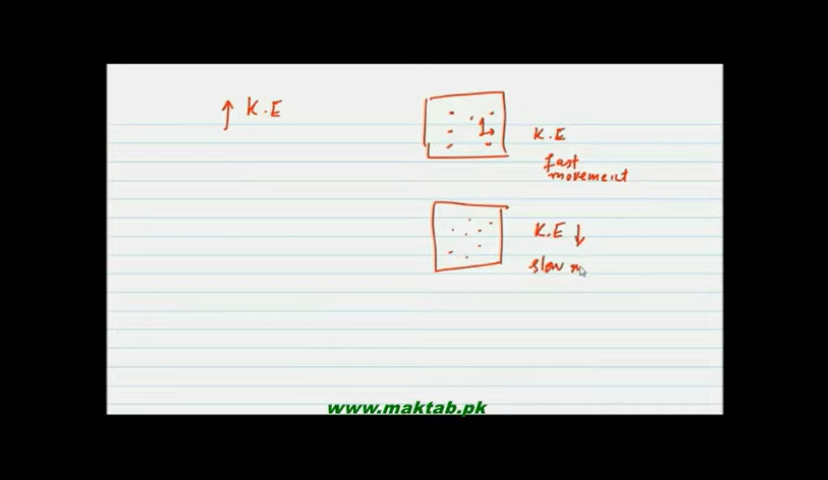 ↑ K.E
K.E
fast
movement
K.E ↓
slow m
www.maktab.pk